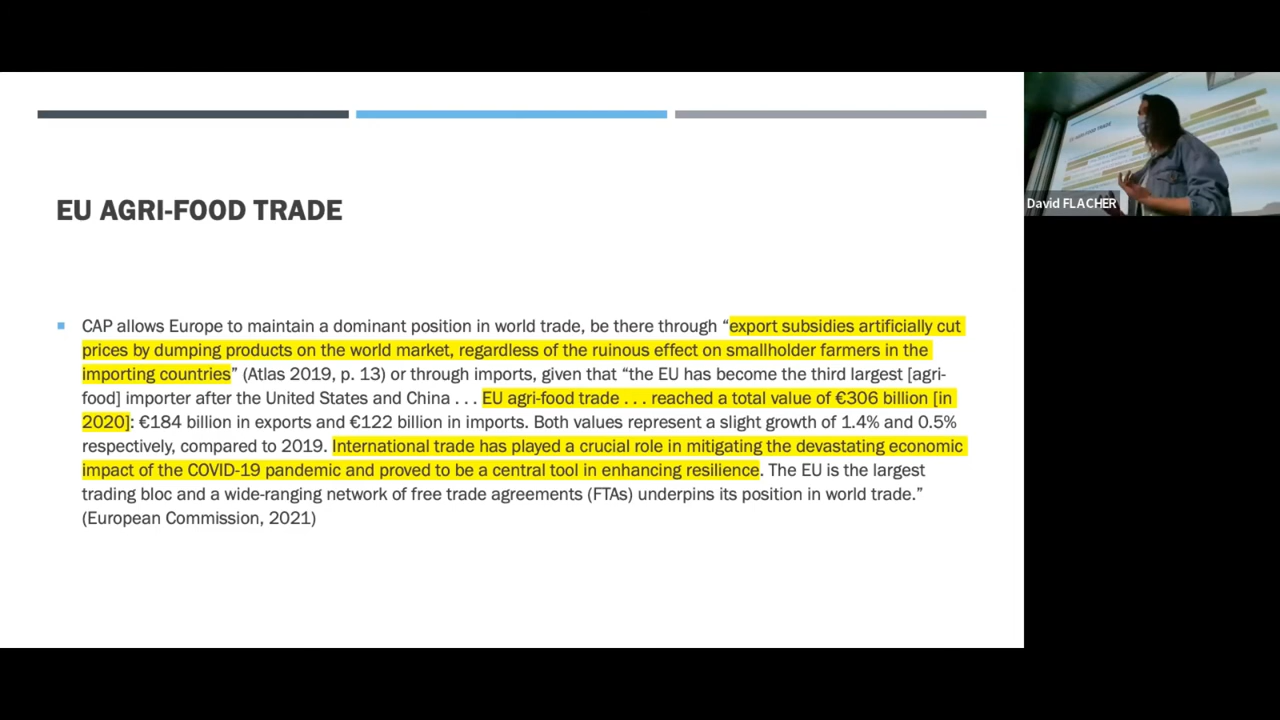 EU AGRI-FOOD TRADE
CAP allows Europe to maintain a dominant position in world trade, be there through “export subsidies artificially cut
prices by dumping products on the world market, regardless of the ruinous effect on smallholder farmers in the
importing countries” (Atlas 2019, p. 13) or through imports, given that “the EU has become the third largest [agri-
food] importer after the United States and China . . . EU agri-food trade . . . reached a total value of €306 billion [in
2020]: €184 billion in exports and €122 billion in imports. Both values represent a slight growth of 1.4% and 0.5%
respectively, compared to 2019. International trade has played a crucial role in mitigating the devastating economic
impact of the COVID-19 pandemic and proved to be a central tool in enhancing resilience. The EU is the largest
trading bloc and a wide-ranging network of free trade agreements (FTAs) underpins its position in world trade.”
(European Commission, 2021)
David FLACHER